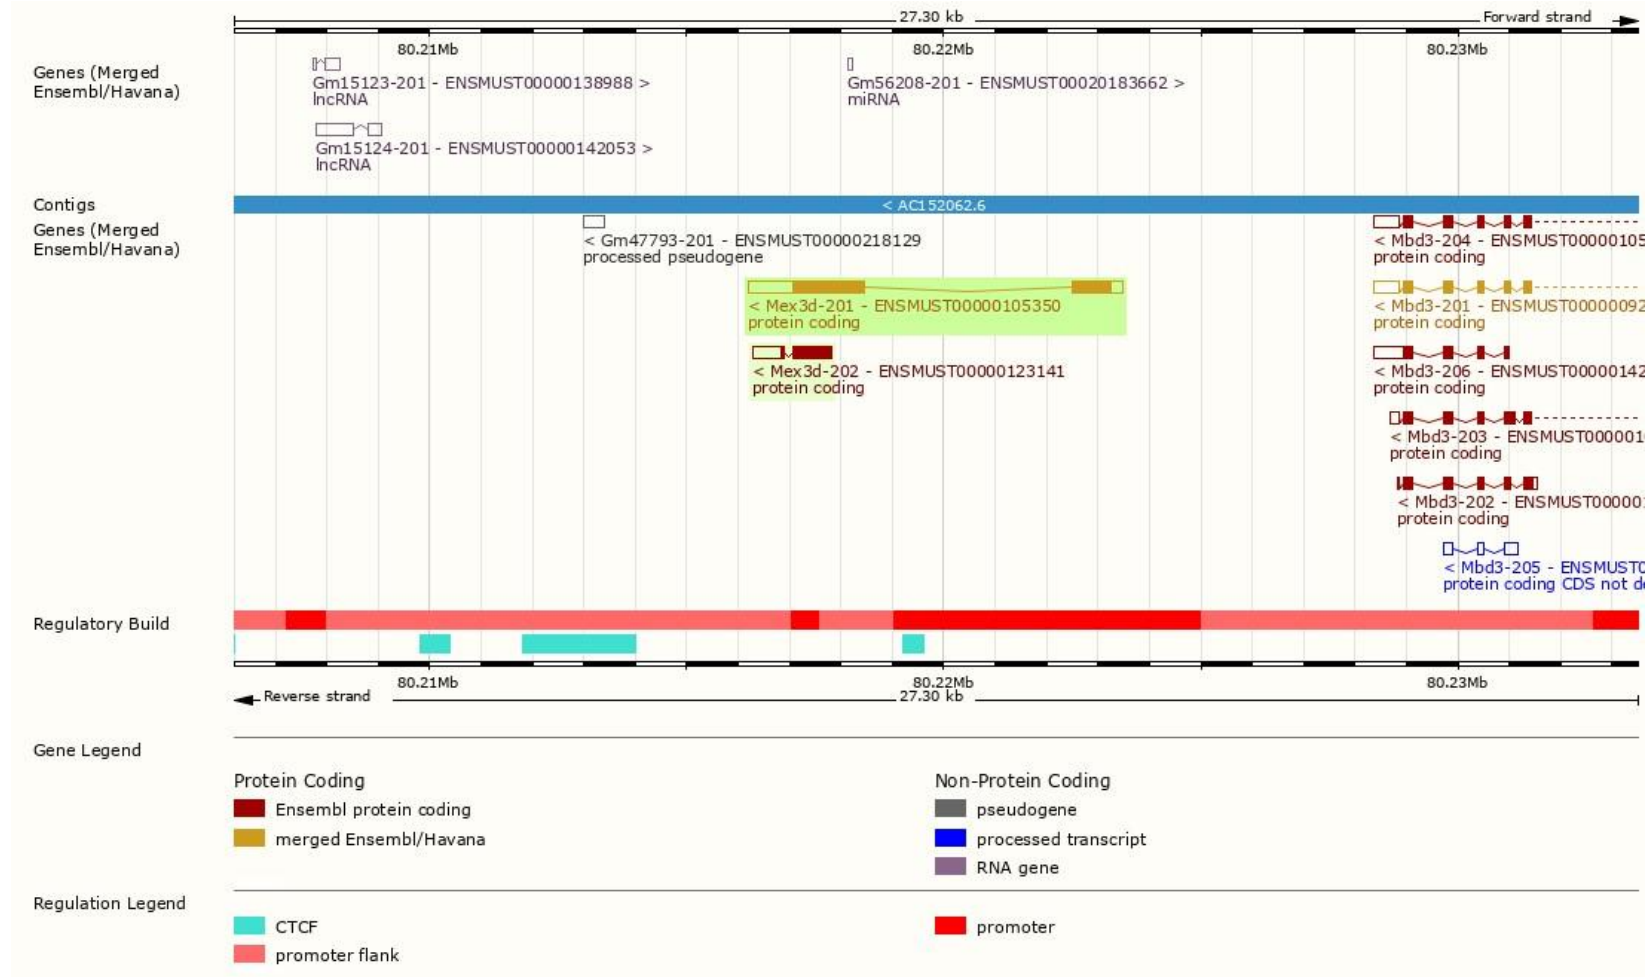 27.30 kb
Forward strand
80.21Mb 80.22Mb 80.23Mb
Genes (Merged
Ensembl/Havana)
Gm15123-201 - ENSMUST00000138988 >
lncRNA
Gm56208-201 - ENSMUST00020183662 >
miRNA
Gm15124-201 - ENSMUST00000142053 >
lncRNA
Contigs
< AC152062.6
Genes (Merged
Ensembl/Havana)
< Gm47793-201 - ENSMUST00000218129
processed pseudogene
< Mbd3-204 - ENSMUST00000105
protein coding
< Mex3d-201 - ENSMUST00000105350
protein coding
< Mbd3-201 - ENSMUST00000092
protein coding
< Mex3d-202 - ENSMUST00000123141
protein coding
< Mbd3-206 - ENSMUST00000142
protein coding
< Mbd3-203 - ENSMUST000001
protein coding
< Mbd3-202 - ENSMUST00000
protein coding
< Mbd3-205 - ENSMUST0
protein coding CDS not d
Regulatory Build
80.21Mb 80.22Mb 80.23Mb
Reverse strand
27.30 kb
Gene Legend
Protein Coding
Ensembl protein coding
merged Ensembl/Havana
Non-Protein Coding
pseudogene
processed transcript
RNA gene
Regulation Legend
CTCF
promoter flank
promoter